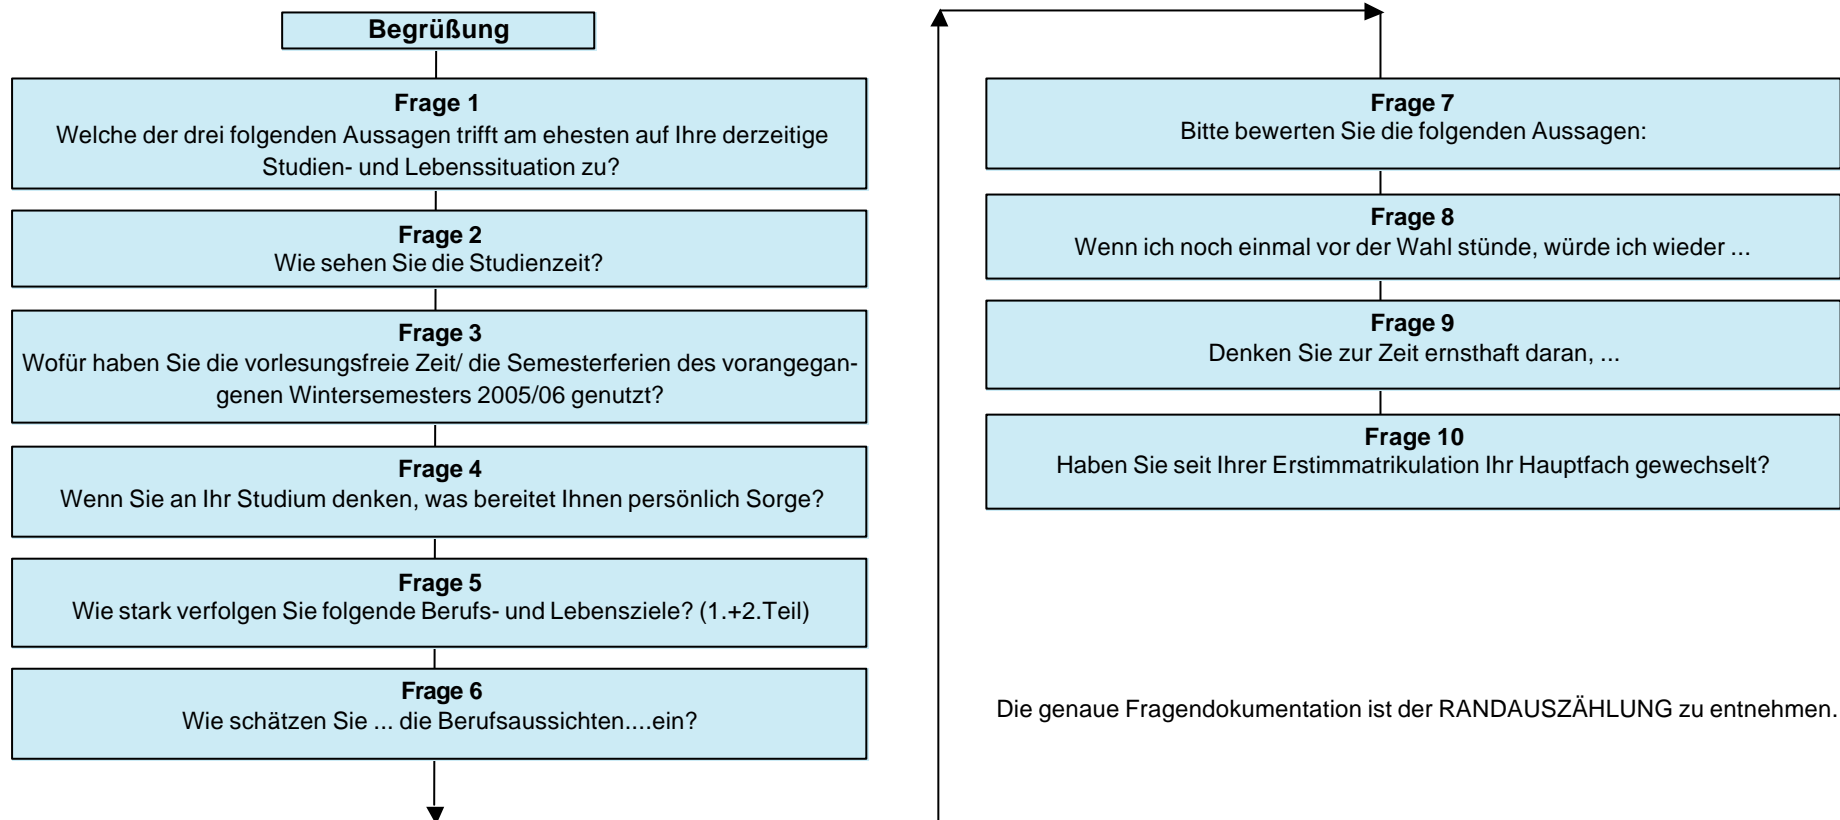 Begrüßung
Frage 1
Welche der drei folgenden Aussagen trifft am ehesten auf Ihre derzeitige
Studien- und Lebenssituation zu?
Frage 2
Wie sehen Sie die Studienzeit?
Frage 3
Wofür haben Sie die vorlesungsfreie Zeit/ die Semesterferien des vorangegan-
genen Wintersemesters 2005/06 genutzt?
Frage 4
Wenn Sie an Ihr Studium denken, was bereitet Ihnen persönlich Sorge?
Frage 5
Wie stark verfolgen Sie folgende Berufs- und Lebensziele? (1.+2.Teil)
Frage 6
Wie schätzen Sie ... die Berufsaussichten....ein?
Frage 7
Bitte bewerten Sie die folgenden Aussagen:
Frage 8
Wenn ich noch einmal vor der Wahl stünde, würde ich wieder ...
Frage 9
Denken Sie zur Zeit ernsthaft daran, ...
Frage 10
Haben Sie seit Ihrer Erstimmatrikulation Ihr Hauptfach gewechselt?
Die genaue Fragendokumentation ist der RANDAUSZÄHLUNG zu entnehmen.